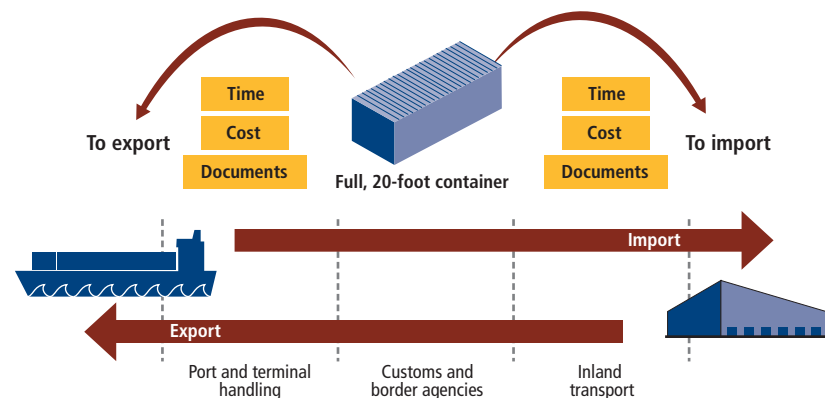 Time
Cost
Documents
To export
Full, 20-foot container
Time
Cost
Documents
To import
Import
Export
Port and terminal
handling
Customs and
border agencies
Inland
transport